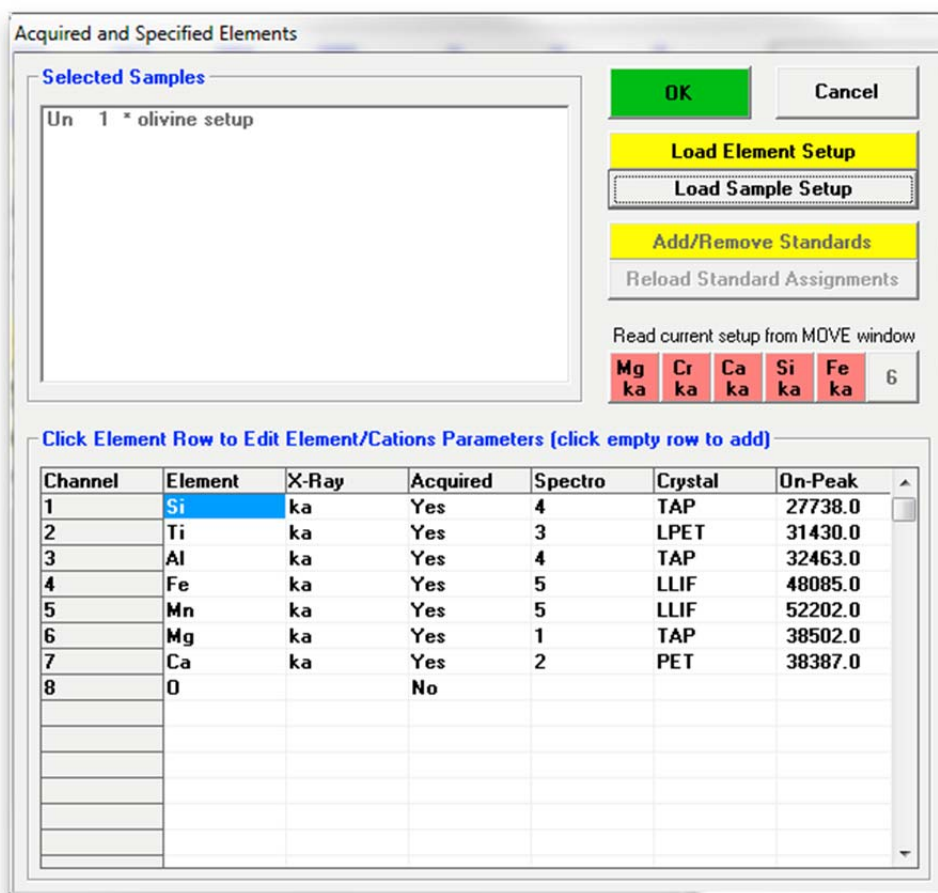 Acquired and Specified Elements
Selected Samples
Un 1 * olivine setup
OK Cancel
Load Element Setup
Load Sample Setup
Add/Remove Standards
Reload Standard Assignments
Read current setup from MOVE window
Mg Cr Ca Si Fe 6
ka ka ka ka ka
Click Element Row to Edit Element/Cations Parameters (click empty row to add)
Channel Element X-Ray Acquired Spectro Crystal On-Peak
1 Si ka Yes 4 TAP 27738.0
2 Ti ka Yes 3 LPET 31430.0
3 Al ka Yes 4 TAP 32463.0
4 Fe ka Yes 5 LLIF 48085.0
5 Mn ka Yes 5 LLIF 52202.0
6 Mg ka Yes 1 TAP 38502.0
7 Ca ka Yes 2 PET 38387.0
8 O No